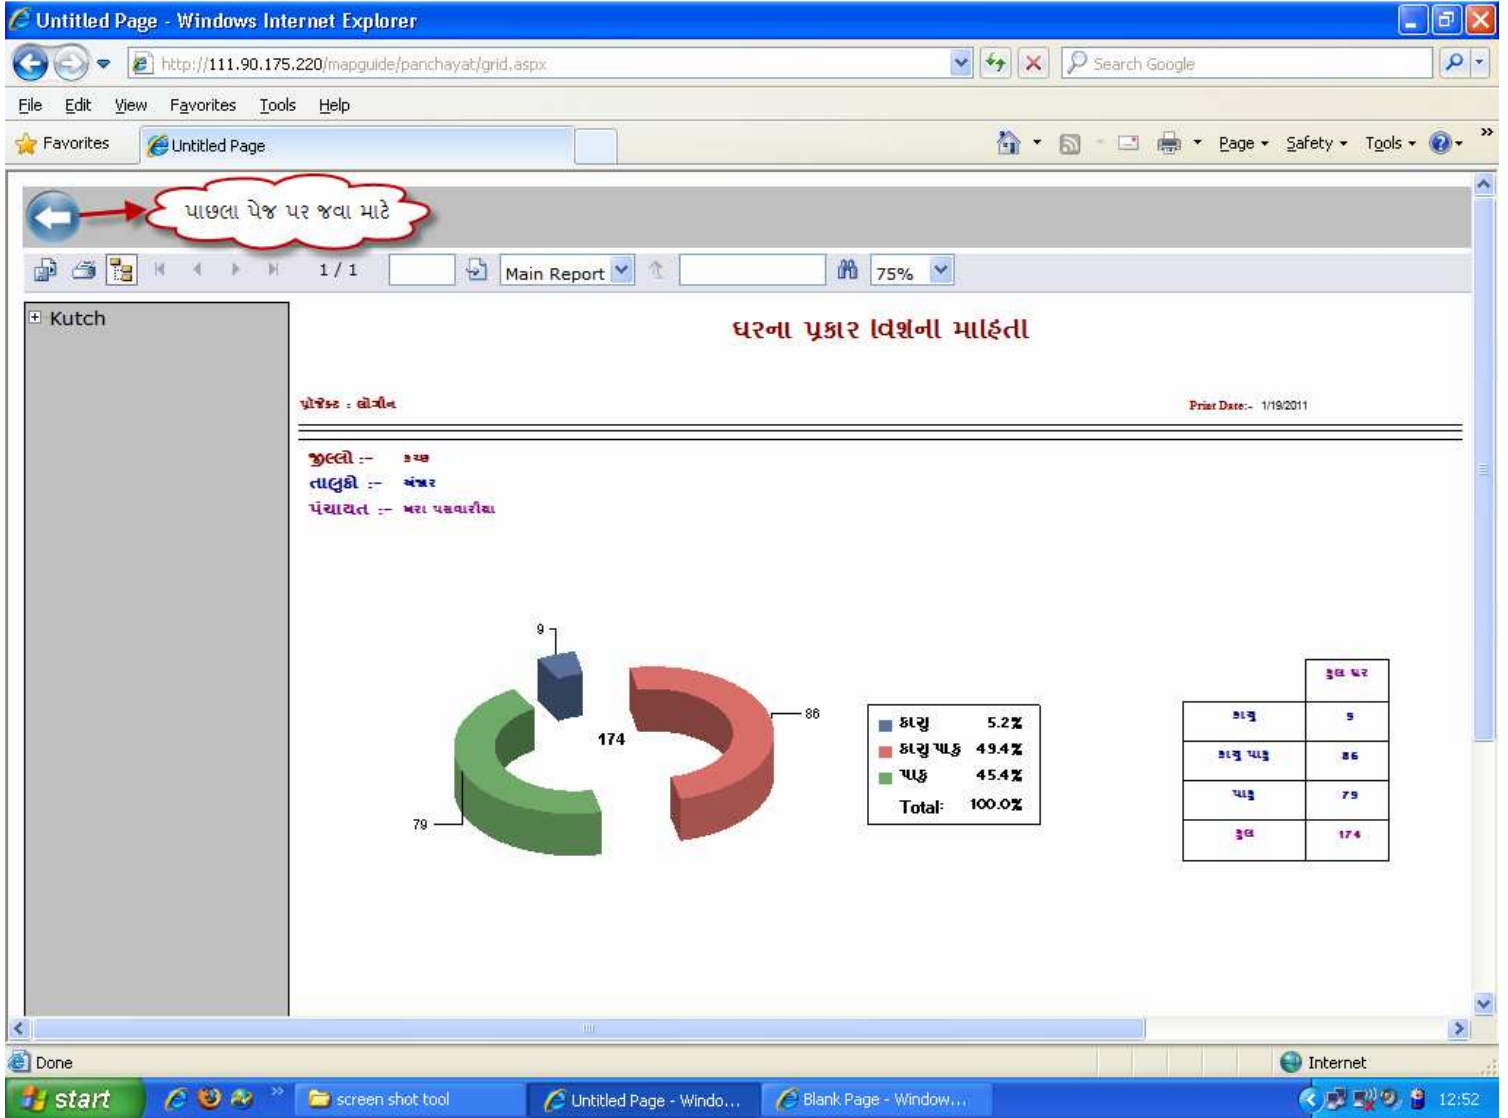 Untitled Page - Windows Internet Explorer
http://111.90.175.220/mapguide/panchayat/grid.aspx Search Google
File Edit View Favorites Tools Help
Favorites Untitled Page Page Safety Tools
પાછલા પેજ પર જવા માટે
1 / 1 Main Report 75%
Kutch
ઘરના પ્રકાર વિશેની માહિતી
પ્રોજેક્ટ : લૉગીન Print Date:- 1/19/2011
જીલ્લો :- કચ્છ
તાલુકો :- અંજાર
પંચાયત :- ખરા પસવારીયા
9
86
174
79
કાચુ 5.2%
કાચુ પાકુ 49.4%
પાકુ 45.4%
Total: 100.0%
કુલ ઘર
કાચુ 9
કાચુ પાકુ 86
પાકુ 79
કુલ 174
Done Internet
start screen shot tool Untitled Page - Windo... Blank Page - Window... 12:52